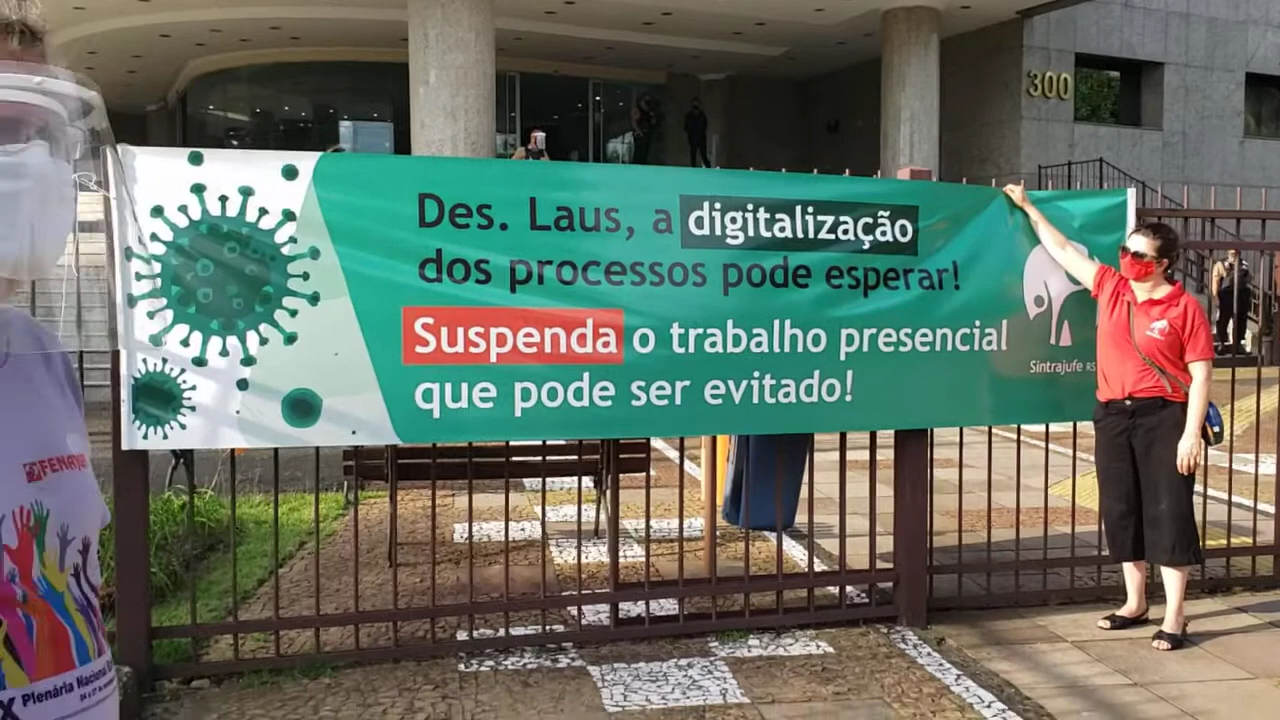 300
Des. Laus, a digitalização
dos processos pode esperar!
Suspenda o trabalho presencial
que pode ser evitado!
Sintrajufe RS
X Plenária Nacional